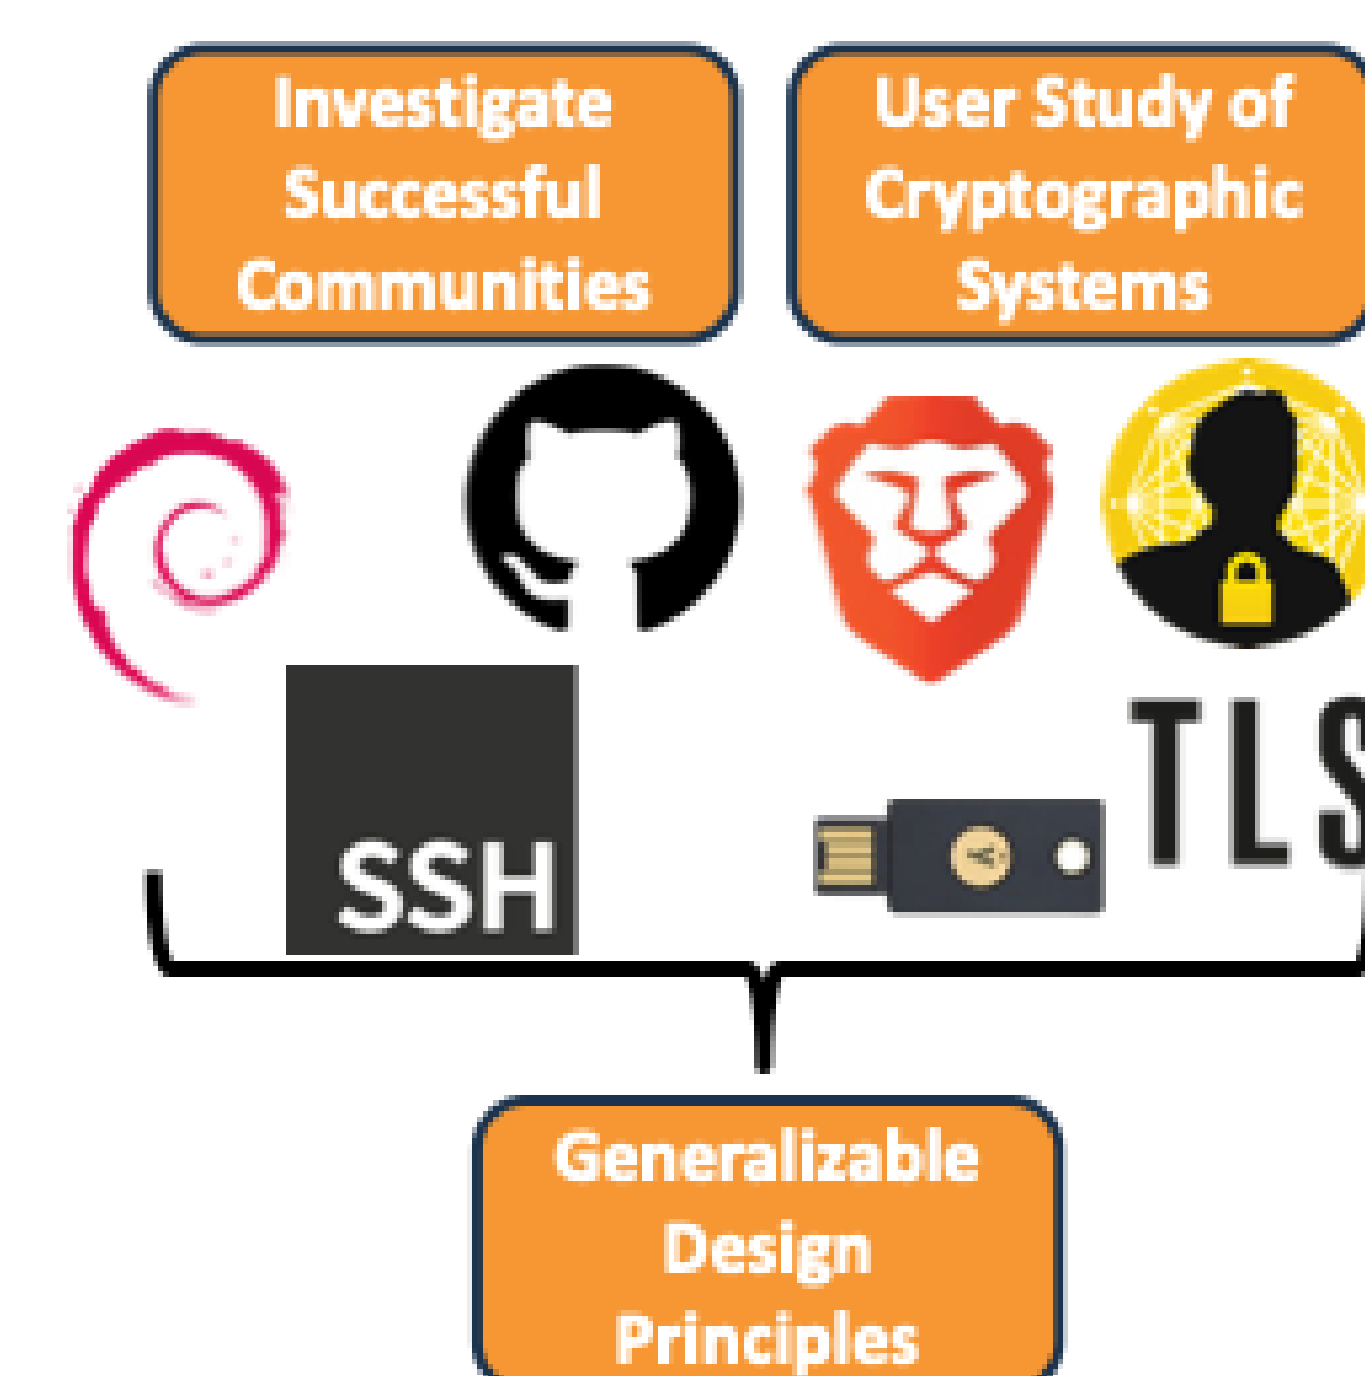 Investigate
Successful
Communities
User Study of
Cryptographic
Systems
SSH
TLS
Y
Generalizable
Design
Principles